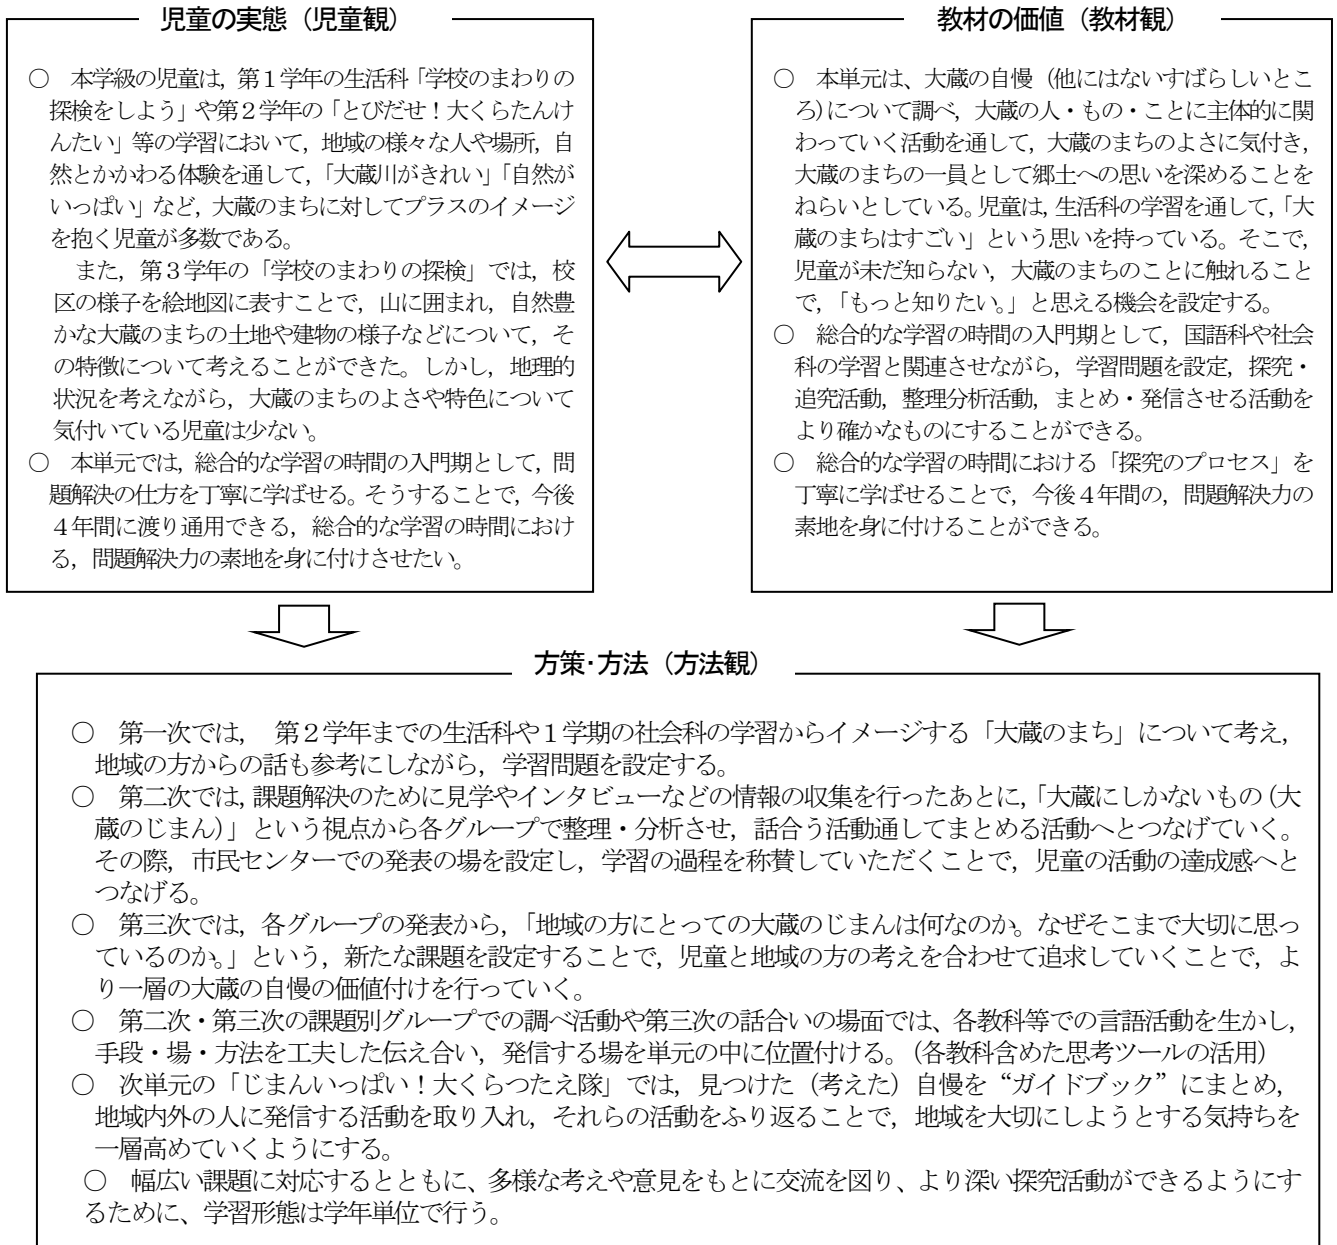 児童の実態（児童観）
○　本学級の児童は，第１学年の生活科「学校のまわりの
探検をしよう」や第２学年の「とびだせ！大くらたんけ
んたい」等の学習において，地域の様々な人や場所，自
然とかかわる体験を通して，「大蔵川がきれい」「自然が
いっぱい」など，大蔵のまちに対してプラスのイメージ
を抱く児童が多数である。
また，第３学年の「学校のまわりの探検」では，校
区の様子を絵地図に表すことで，山に囲まれ，自然豊
かな大蔵のまちの土地や建物の様子などについて，そ
の特徴について考えることができた。しかし，地理的
状況を考えながら，大蔵のまちのよさや特色について
気付いている児童は少ない。
○　本単元では，総合的な学習の時間の入門期として，問
題解決の仕方を丁寧に学ばせる。そうすることで，今後
４年間に渡り通用できる，総合的な学習の時間におけ
る，問題解決力の素地を身に付けさせたい。
教材の価値（教材観）
○　本単元は、大蔵の自慢（他にはないすばらしいとこ
ろ)について調べ，大蔵の人・もの・ことに主体的に関
わっていく活動を通して，大蔵のまちのよさに気付き，
大蔵のまちの一員として郷土への思いを深めることを
ねらいとしている。児童は，生活科の学習を通して，「大
蔵のまちはすごい」という思いを持っている。そこで，
児童が未だ知らない，大蔵のまちのことに触れること
で，「もっと知りたい。」と思える機会を設定する。
○　総合的な学習の時間の入門期として，国語科や社会
科の学習と関連させながら，学習問題を設定，探究・
追究活動，整理分析活動，まとめ・発信させる活動を
より確かなものにすることができる。
○　総合的な学習の時間における「探究のプロセス」を
丁寧に学ばせることで，今後４年間の，問題解決力の
素地を身に付けることができる。
方策・方法（方法観）
○　第一次では，　第２学年までの生活科や１学期の社会科の学習からイメージする「大蔵のまち」について考え，
地域の方からの話も参考にしながら，学習問題を設定する。
○　第二次では，課題解決のために見学やインタビューなどの情報の収集を行ったあとに，「大蔵にしかないもの（大
蔵のじまん）」という視点から各グループで整理・分析させ，話合う活動通してまとめる活動へとつなげていく。
その際，市民センターでの発表の場を設定し，学習の過程を称賛していただくことで，児童の活動の達成感へと
つなげる。
○　第三次では，各グループの発表から，「地域の方にとっての大蔵のじまんは何なのか。なぜそこまで大切に思っ
ているのか。」という，新たな課題を設定することで，児童と地域の方の考えを合わせて追求していくことで，よ
り一層の大蔵の自慢の価値付けを行っていく。
○　第二次・第三次の課題別グループでの調べ活動や第三次の話合いの場面では、各教科等での言語活動を生かし，
手段・場・方法を工夫した伝え合い，発信する場を単元の中に位置付ける。（各教科含めた思考ツールの活用）
○　次単元の「じまんいっぱい！大くらつたえ隊」では，見つけた（考えた）自慢を“ガイドブック”にまとめ，
地域内外の人に発信する活動を取り入れ，それらの活動をふり返ることで，地域を大切にしようとする気持ちを
一層高めていくようにする。
○　幅広い課題に対応するとともに、多様な考えや意見をもとに交流を図り、より深い探究活動ができるようにす
るために、学習形態は学年単位で行う。